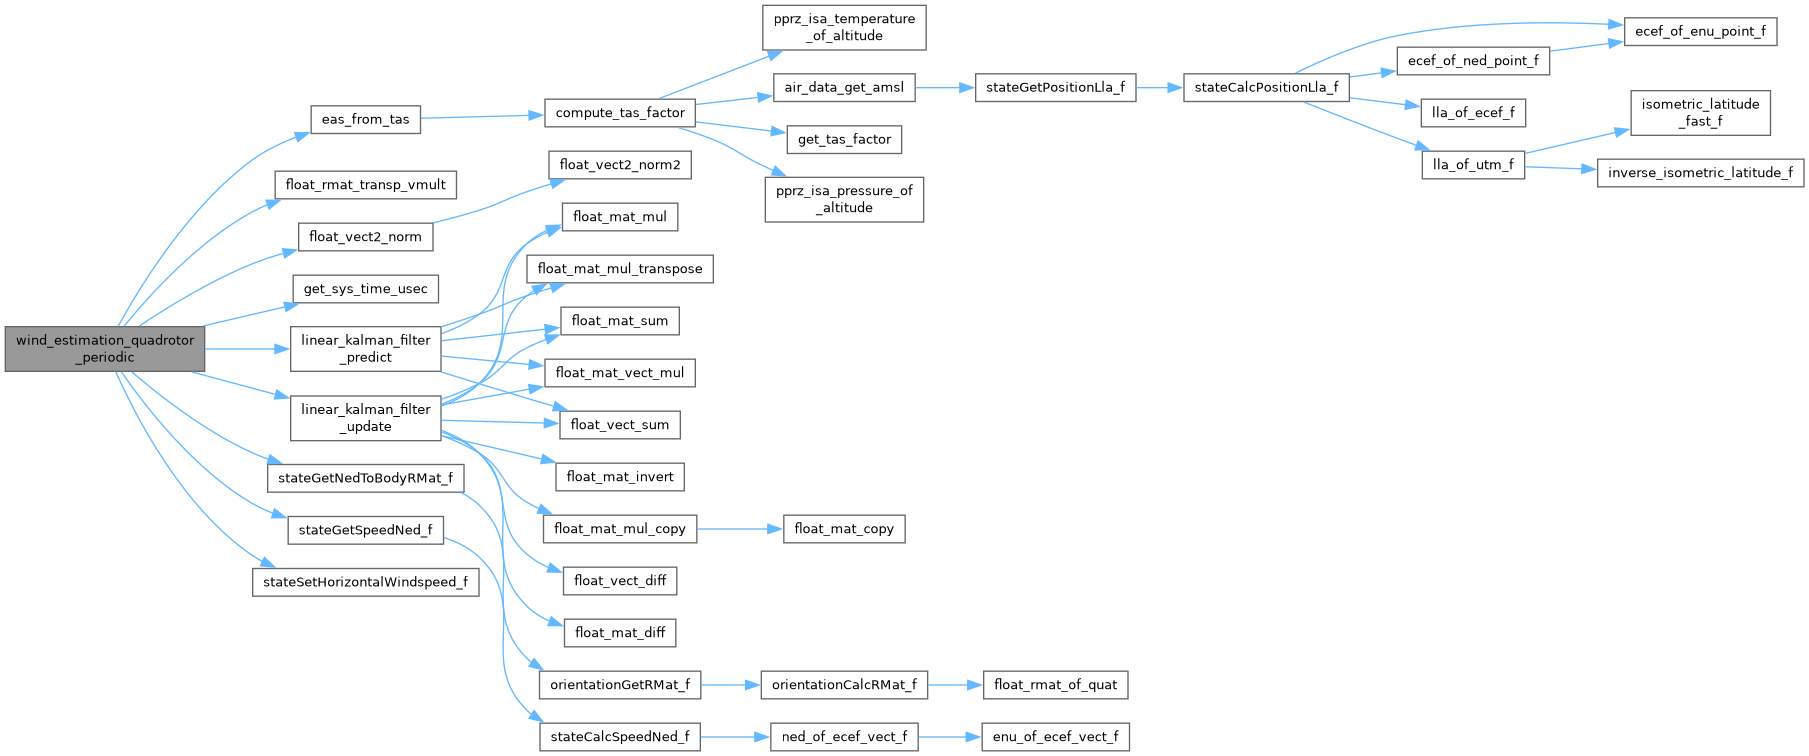 wind_estimation_quadrotor
_periodic
eas_from_tas
float_rmat_transp_vmult
float_vect2_norm
get_sys_time_usec
linear_kalman_filter
_predict
linear_kalman_filter
_update
stateGetNedToBodyRMat_f
stateGetSpeedNed_f
stateSetHorizontalWindspeed_f
compute_tas_factor
float_vect2_norm2
float_mat_mul
float_mat_mul_transpose
float_mat_sum
float_mat_vect_mul
float_vect_sum
float_mat_invert
float_mat_mul_copy
float_vect_diff
float_mat_diff
orientationGetRMat_f
stateCalcSpeedNed_f
pprz_isa_temperature
_of_altitude
air_data_get_amsl
get_tas_factor
pprz_isa_pressure_of
_altitude
float_mat_copy
orientationCalcRMat_f
ned_of_ecef_vect_f
stateGetPositionLla_f
float_rmat_of_quat
enu_of_ecef_vect_f
stateCalcPositionLla_f
ecef_of_ned_point_f
lla_of_ecef_f
lla_of_utm_f
ecef_of_enu_point_f
isometric_latitude
_fast_f
inverse_isometric_latitude_f